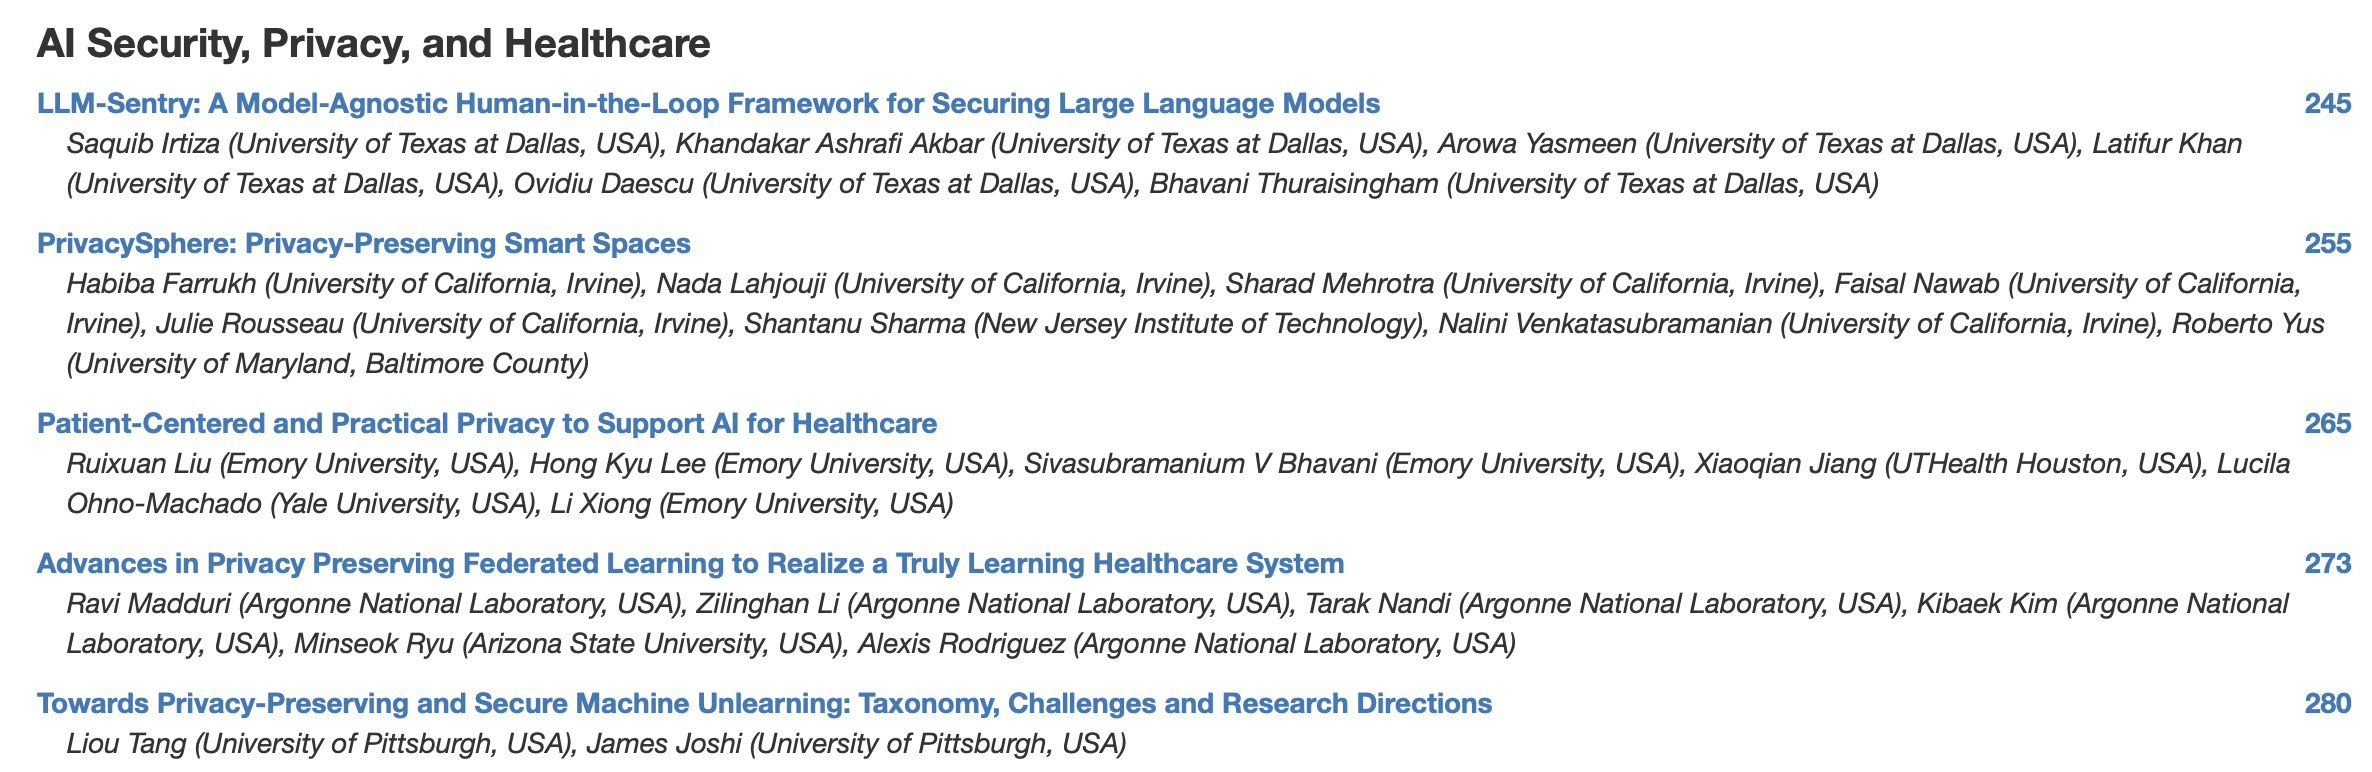 AI Security, Privacy, and Healthcare
LLM-Sentry: A Model-Agnostic Human-in-the-Loop Framework for Securing Large Language Models 245
Saquib Irtiza (University of Texas at Dallas, USA), Khandakar Ashrafi Akbar (University of Texas at Dallas, USA), Arowa Yasmeen (University of Texas at Dallas, USA), Latifur Khan
(University of Texas at Dallas, USA), Ovidiu Daescu (University of Texas at Dallas, USA), Bhavani Thuraisingham (University of Texas at Dallas, USA)
PrivacySphere: Privacy-Preserving Smart Spaces 255
Habiba Farrukh (University of California, Irvine), Nada Lahjouji (University of California, Irvine), Sharad Mehrotra (University of California, Irvine), Faisal Nawab (University of California,
Irvine), Julie Rousseau (University of California, Irvine), Shantanu Sharma (New Jersey Institute of Technology), Nalini Venkatasubramanian (University of California, Irvine), Roberto Yus
(University of Maryland, Baltimore County)
Patient-Centered and Practical Privacy to Support AI for Healthcare 265
Ruixuan Liu (Emory University, USA), Hong Kyu Lee (Emory University, USA), Sivasubramanium V Bhavani (Emory University, USA), Xiaoqian Jiang (UTHealth Houston, USA), Lucila
Ohno-Machado (Yale University, USA), Li Xiong (Emory University, USA)
Advances in Privacy Preserving Federated Learning to Realize a Truly Learning Healthcare System 273
Ravi Madduri (Argonne National Laboratory, USA), Zilinghan Li (Argonne National Laboratory, USA), Tarak Nandi (Argonne National Laboratory, USA), Kibaek Kim (Argonne National
Laboratory, USA), Minseok Ryu (Arizona State University, USA), Alexis Rodriguez (Argonne National Laboratory, USA)
Towards Privacy-Preserving and Secure Machine Unlearning: Taxonomy, Challenges and Research Directions 280
Liou Tang (University of Pittsburgh, USA), James Joshi (University of Pittsburgh, USA)